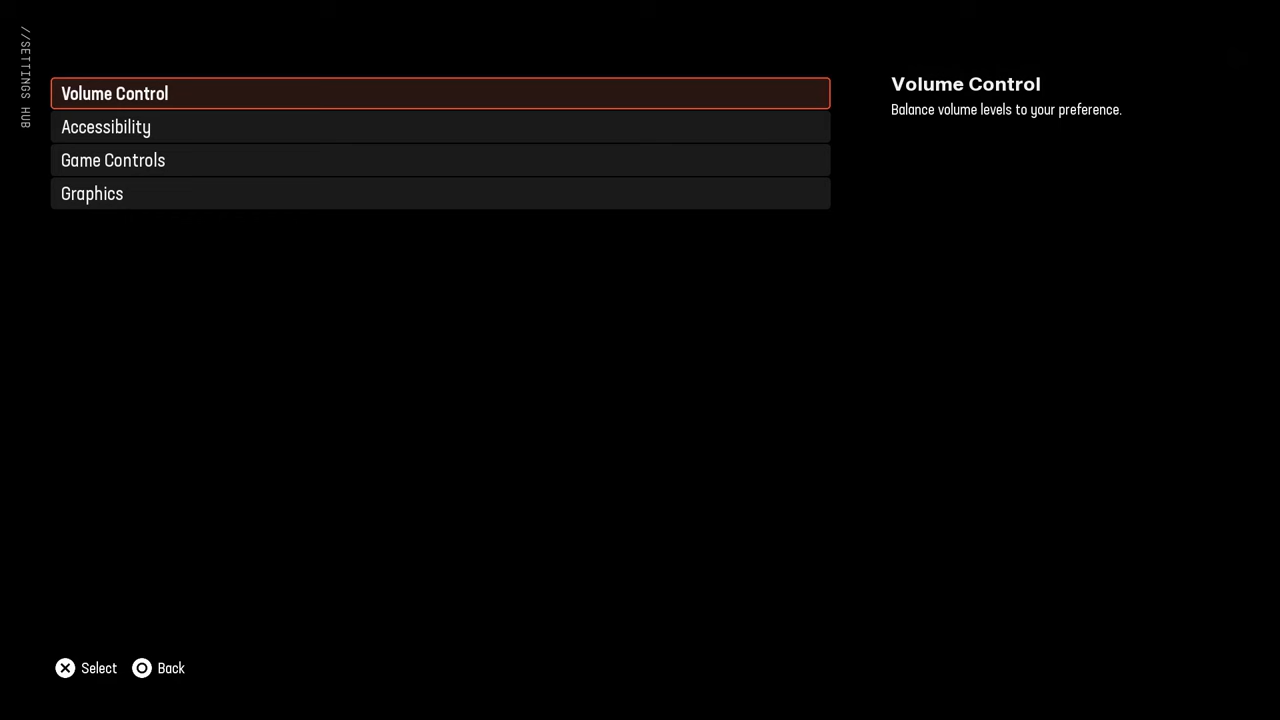 //SETTINGS HUB
Volume Control
Accessibility
Game Controls
Graphics
Volume Control
Balance volume levels to your preference.
Select Back